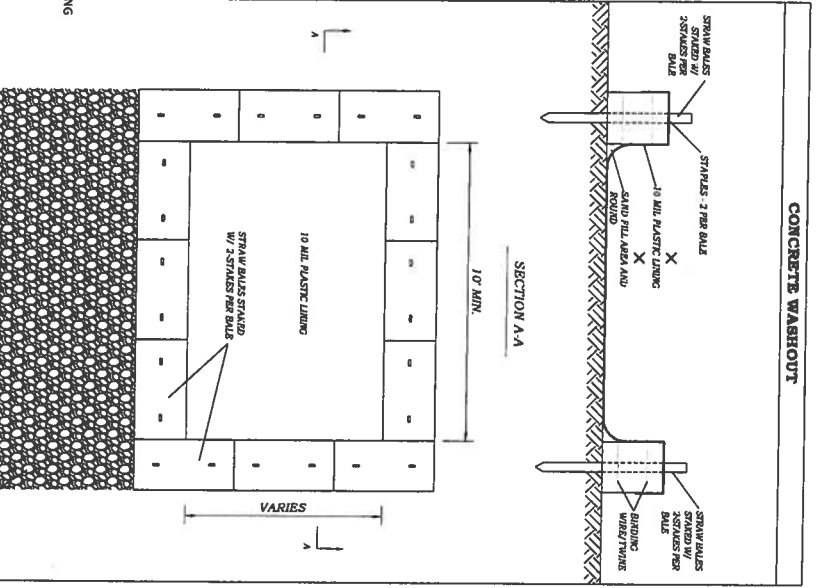 CONCRETE WASHOUT
STRAW BALES
STAKED W/
2-STAKES PER
BALE
STAPLES - 2 PER BALE
10 MIL PLASTIC LINING
SAND FILL AREA AND
ROUND
STRAW BALES
STAKED W/
2-STAKES PER
BALE
BINDING
WIRE/TWINE
SECTION A-A
10' MIN.
10 MIL PLASTIC LINING
STRAW BALES STAKED
W/ 2-STAKES PER BALE
VARIES
A
A
NG